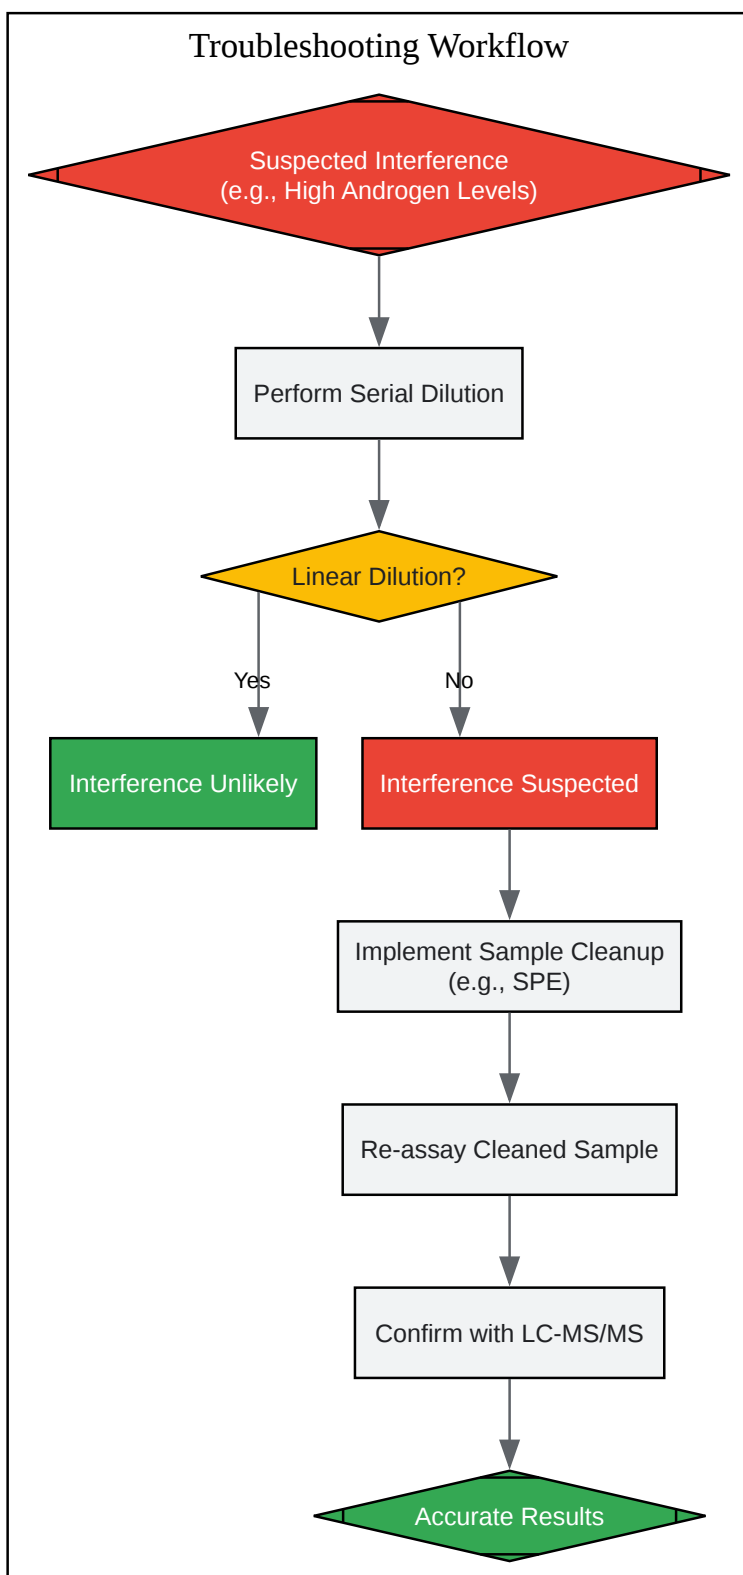 Troubleshooting Workflow
Suspected Interference
(e.g., High Androgen Levels)
Perform Serial Dilution
Linear Dilution?
Yes
No
Interference Unlikely
Interference Suspected
Implement Sample Cleanup
(e.g., SPE)
Re-assay Cleaned Sample
Confirm with LC-MS/MS
Accurate Results